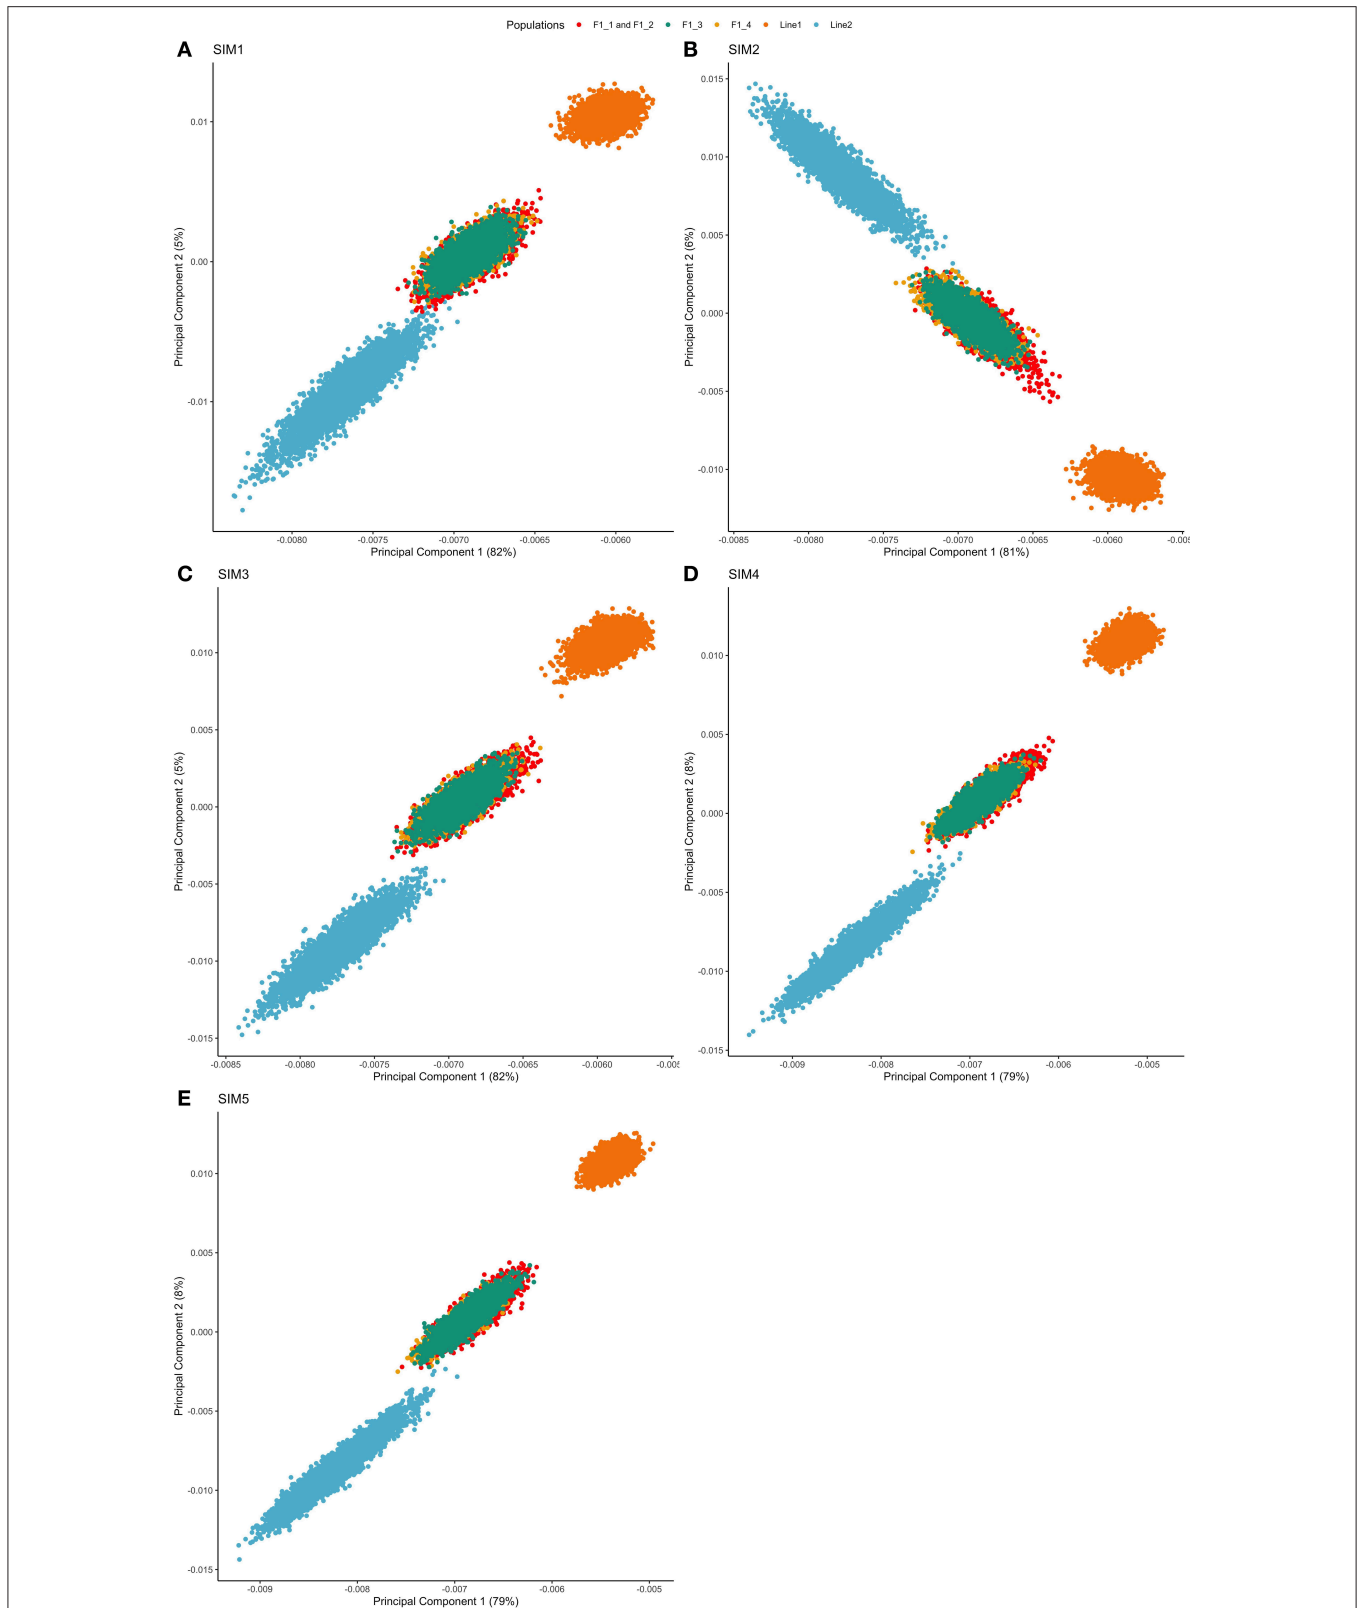 Populations F1_1 and F1_2 F1_3 F1_4 Line1 Line2
A SIM1
0.01
0.00
-0.01
Principal Component 2 (5%)
-0.0080 -0.0075 -0.0070 -0.0065 -0.0060
Principal Component 1 (82%)
B SIM2
0.015
0.010
0.005
0.000
-0.005
-0.010
Principal Component 2 (6%)
-0.0085 -0.0080 -0.0075 -0.0070 -0.0065 -0.0060
Principal Component 1 (81%)
C SIM3
0.010
0.005
0.000
-0.005
-0.010
-0.015
Principal Component 2 (5%)
-0.0085 -0.0080 -0.0075 -0.0070 -0.0065 -0.0060
Principal Component 1 (82%)
D SIM4
0.010
0.005
0.000
-0.005
-0.010
-0.015
Principal Component 2 (8%)
-0.009 -0.008 -0.007 -0.006 -0.005
Principal Component 1 (79%)
E SIM5
0.010
0.005
0.000
-0.005
-0.010
-0.015
Principal Component 2 (8%)
-0.009 -0.008 -0.007 -0.006 -0.005
Principal Component 1 (79%)